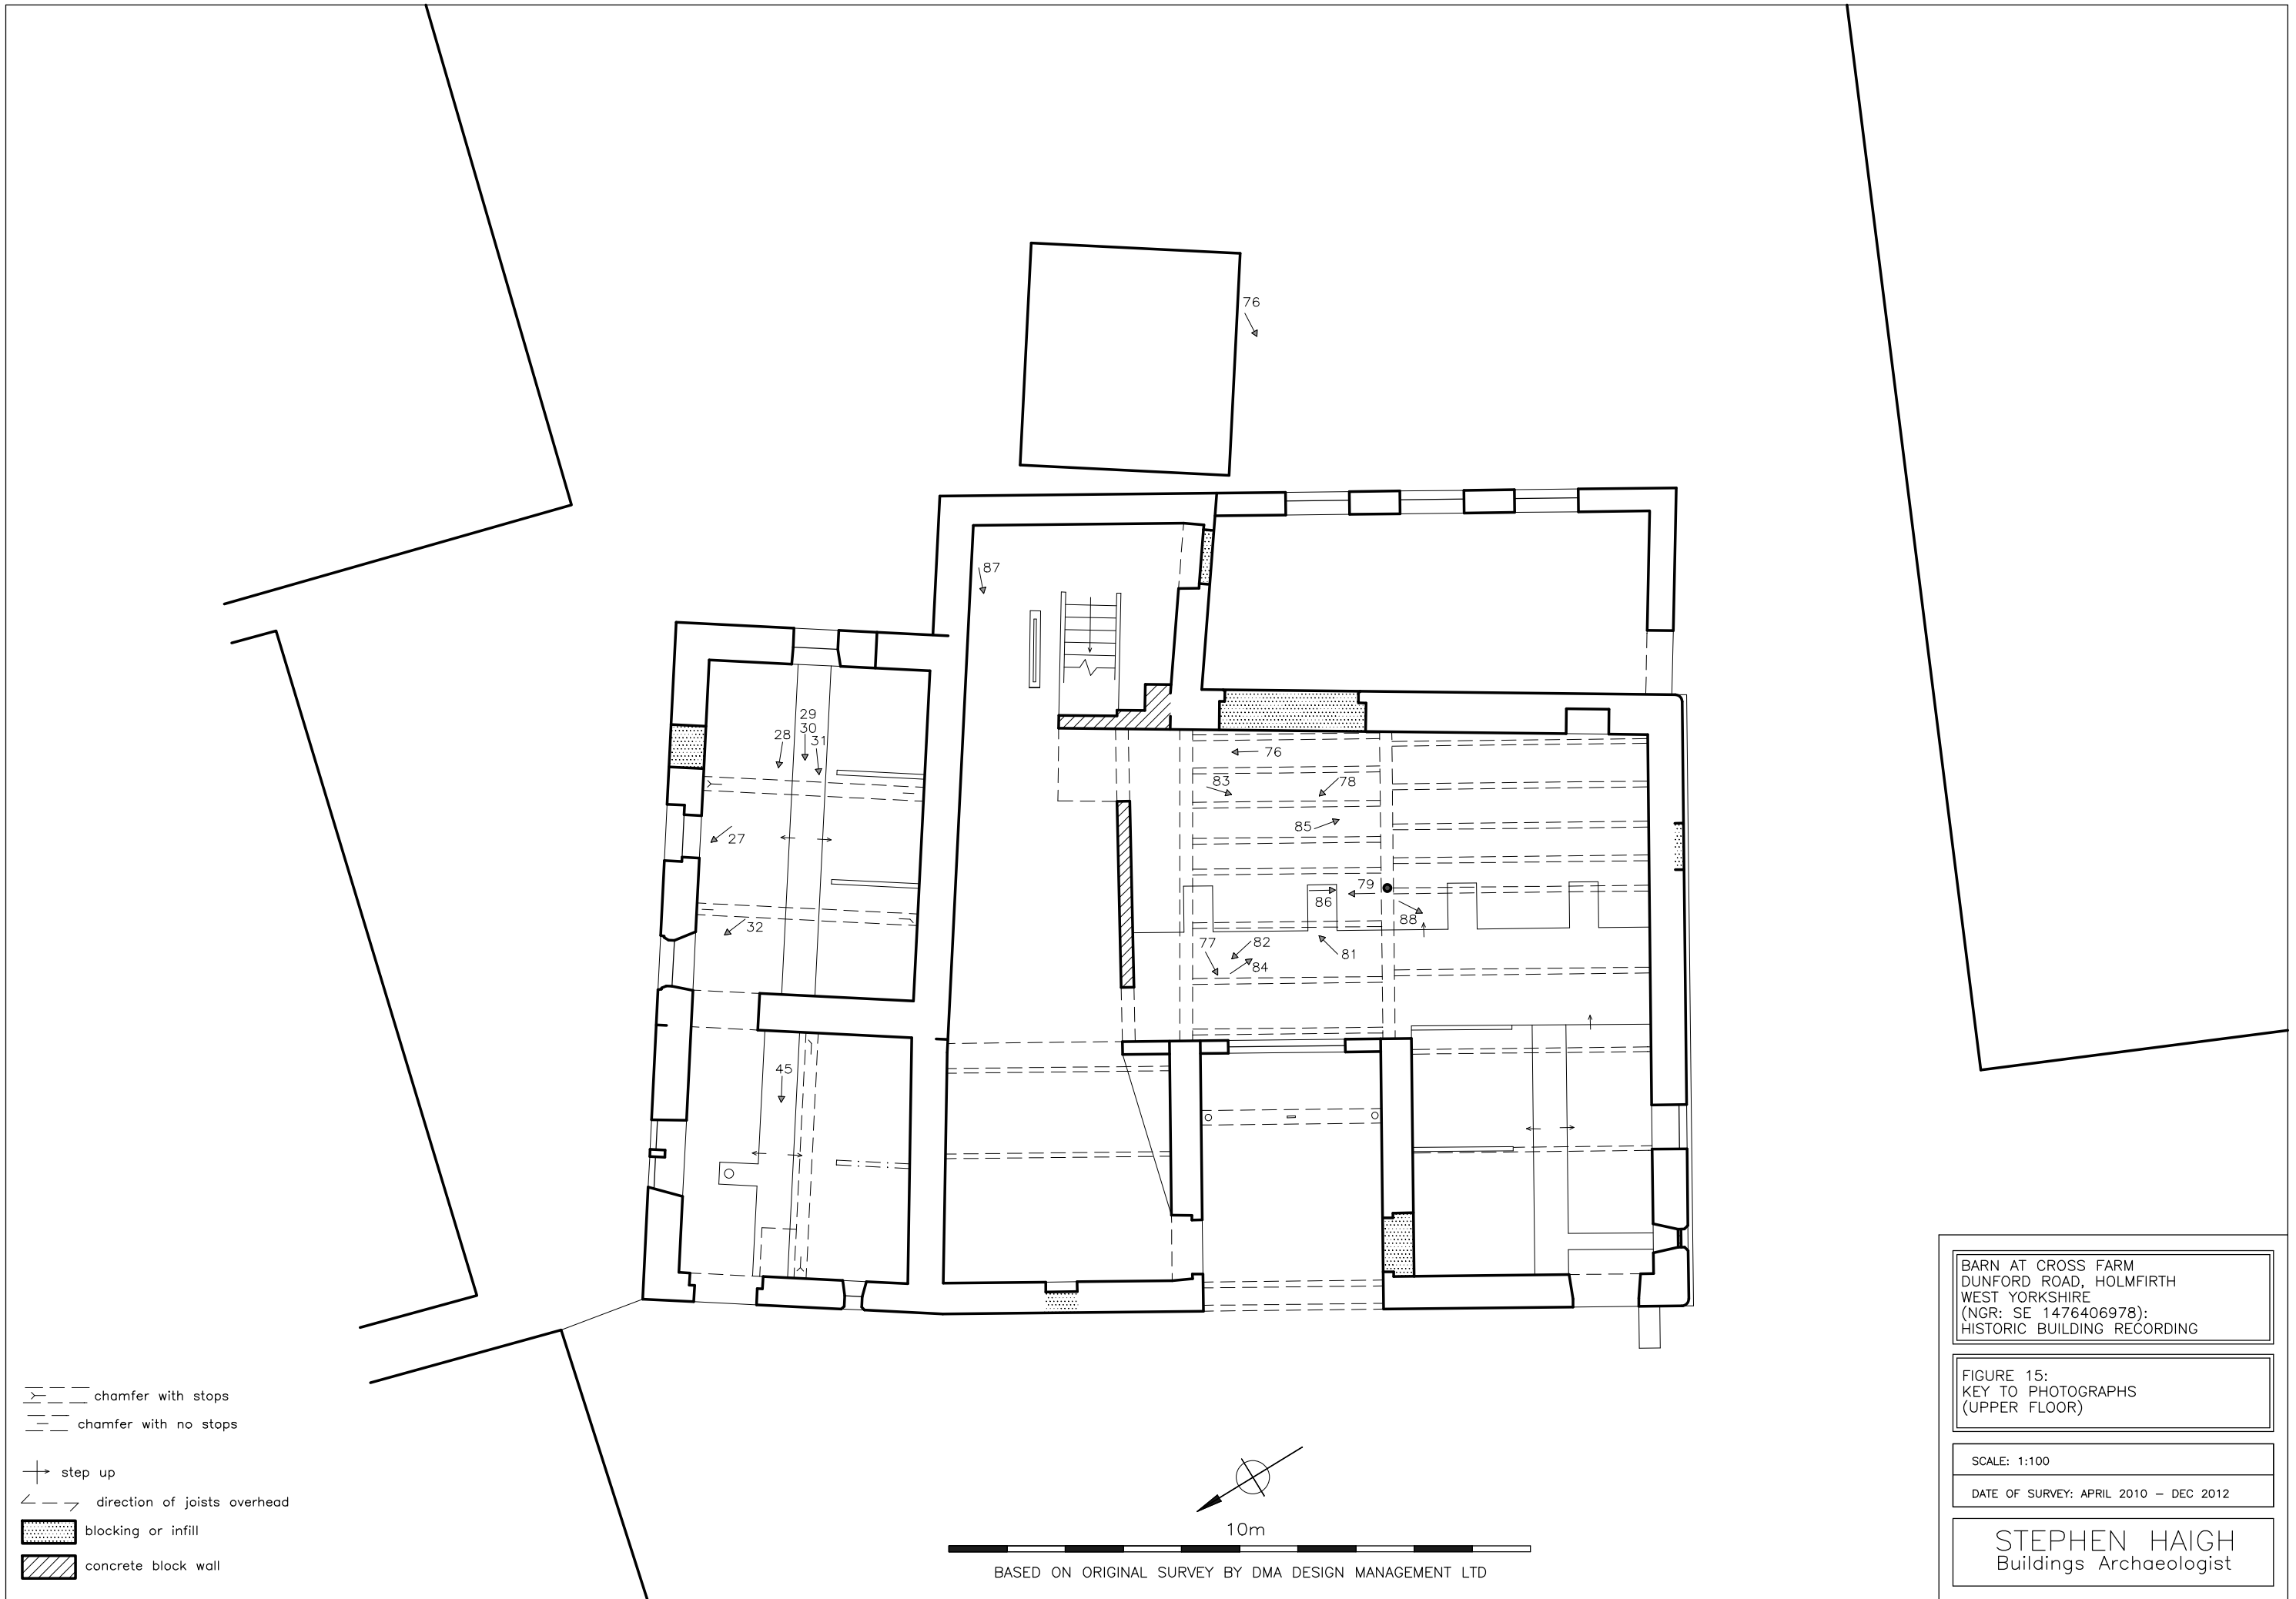 76
87
29
28
30
31
76
83
78
27
85
79
86
88
32
77
82
81
84
45
chamfer with stops
chamfer with no stops
step up
direction of joists overhead
blocking or infill
concrete block wall
10m
BASED ON ORIGINAL SURVEY BY DMA DESIGN MANAGEMENT LTD
BARN AT CROSS FARM
DUNFORD ROAD, HOLMFIRTH
WEST YORKSHIRE
(NGR: SE 1476406978):
HISTORIC BUILDING RECORDING
FIGURE 15:
KEY TO PHOTOGRAPHS
(UPPER FLOOR)
SCALE: 1:100
DATE OF SURVEY: APRIL 2010 – DEC 2012
STEPHEN HAIGH
Buildings Archaeologist